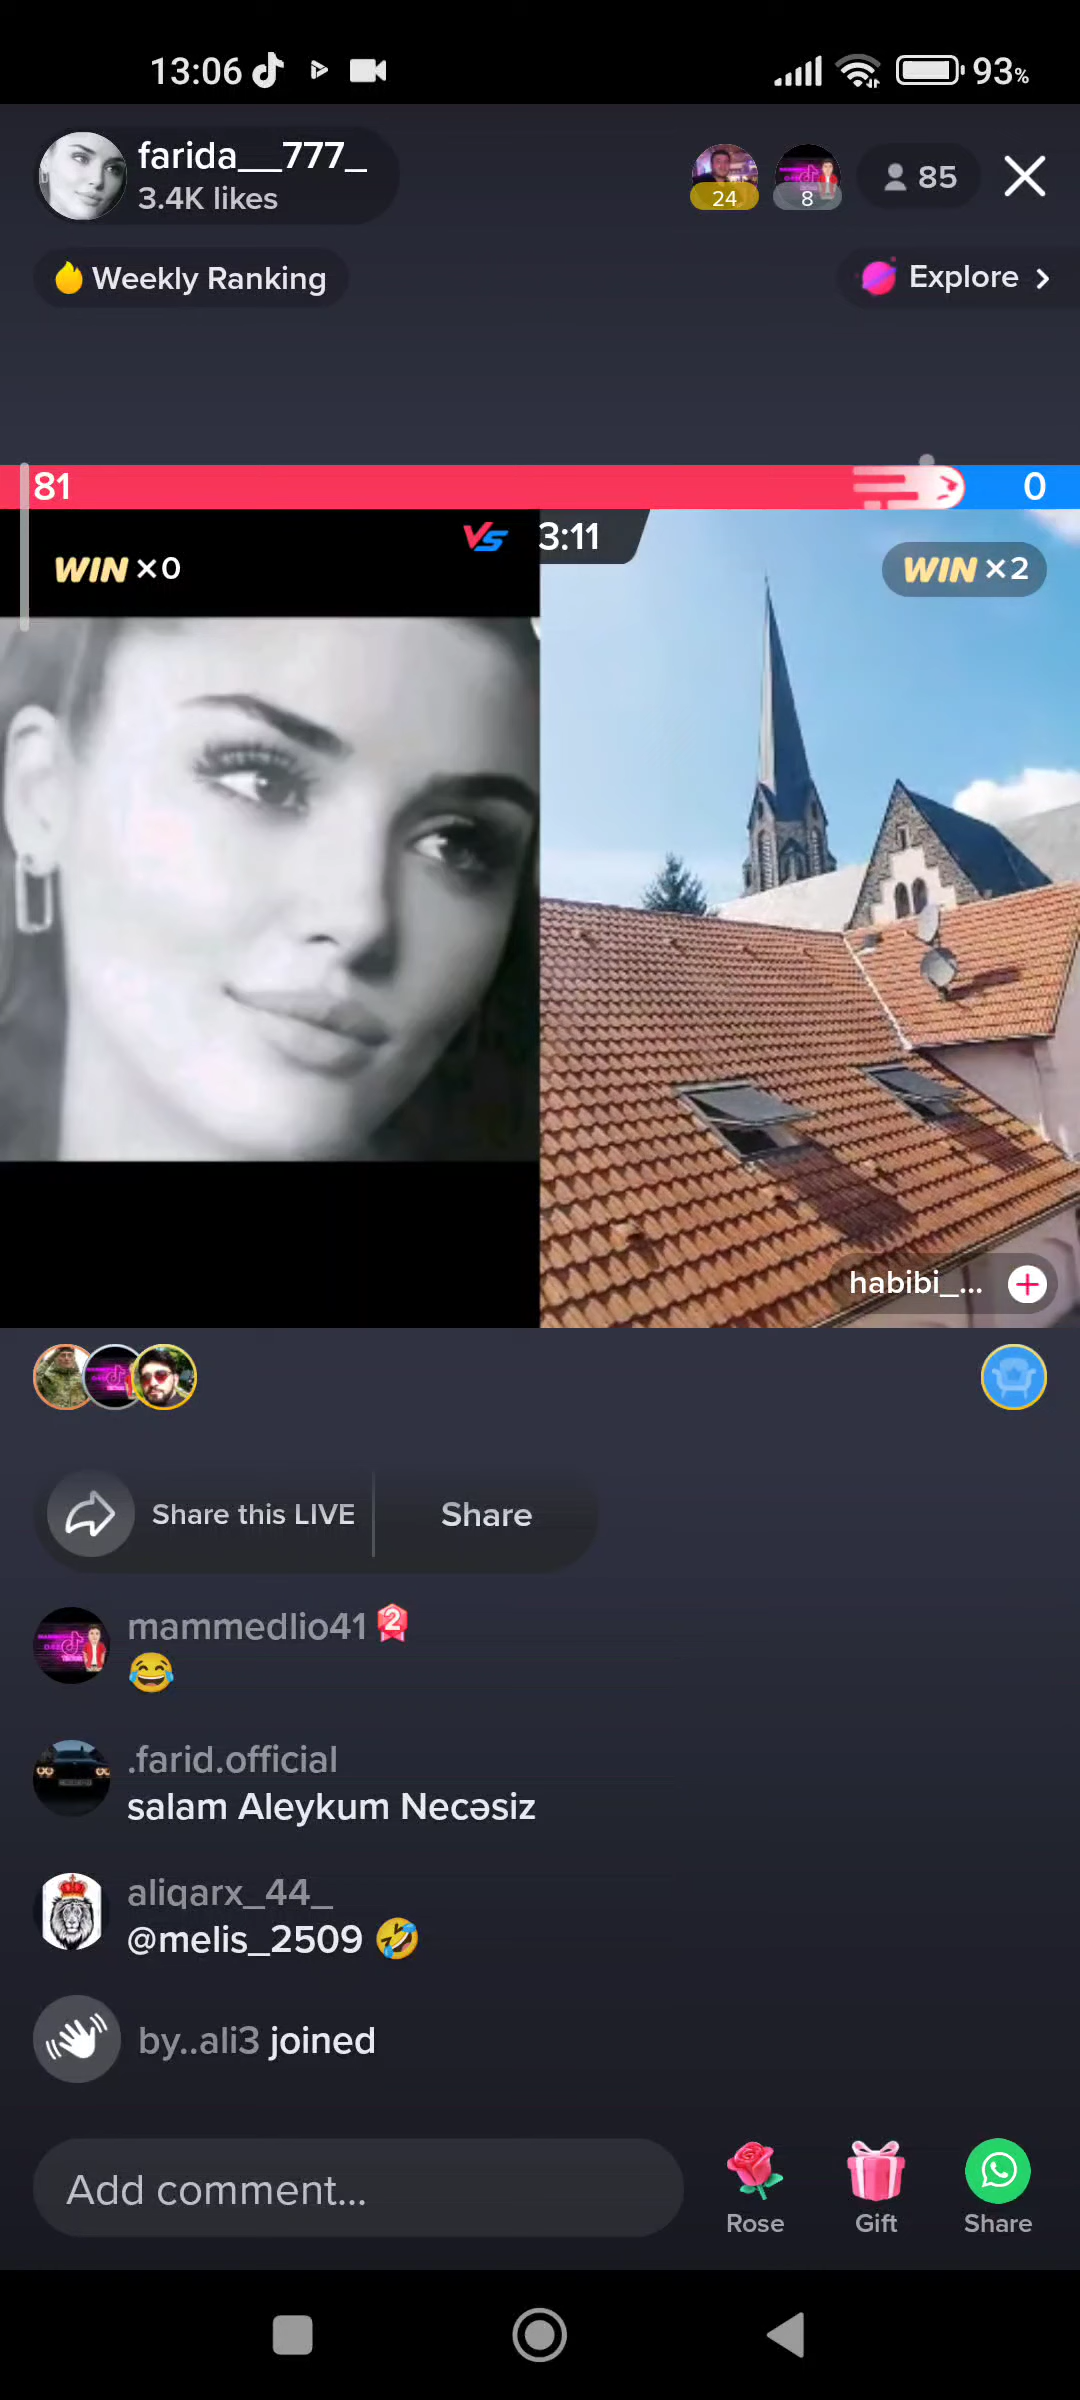 13:06
93%
farida__777_
3.4K likes
24
8
85
Weekly Ranking
Explore
81
0
VS
3:11
WIN ×0
WIN ×2
habibi_...
Share this LIVE
Share
mammedlio41 2
😂
.farid.official
salam Aleykum Necəsiz
aliqarx_44_
@melis_2509 🤣
by..ali3 joined
Add comment...
Rose
Gift
Share